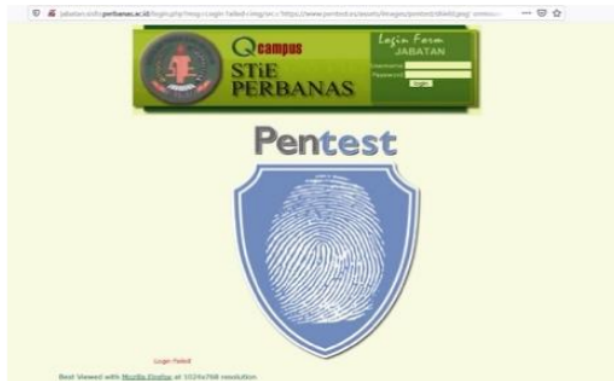 Qcampus
STiE
PERBANAS
Login Form
JABATAN
Username
Password
Login
Pentest
Login Failed
Best Viewed with Mozilla Firefox at 1024x768 resolution